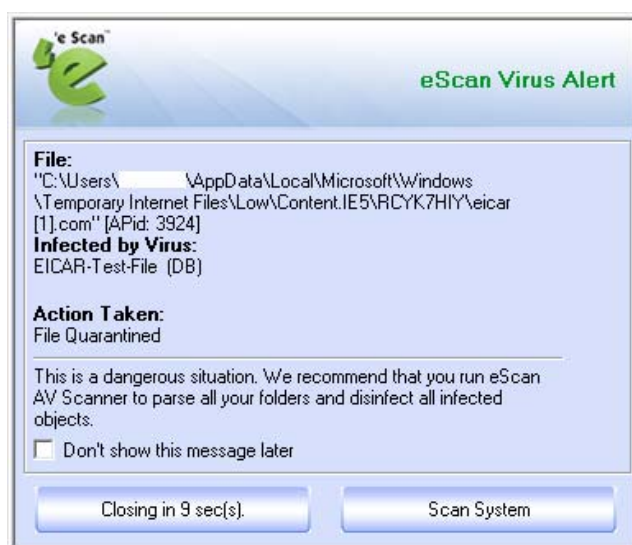 e Scan™
eScan Virus Alert
File:
"C:\Users\ \AppData\Local\Microsoft\Windows
\Temporary Internet Files\Low\Content.IE5\RCYK7HIY\eicar
[1].com" [APid: 3924]
Infected by Virus:
EICAR-Test-File (DB)
Action Taken:
File Quarantined
This is a dangerous situation. We recommend that you run eScan
AV Scanner to parse all your folders and disinfect all infected
objects.
Don't show this message later
Closing in 9 sec(s).
Scan System